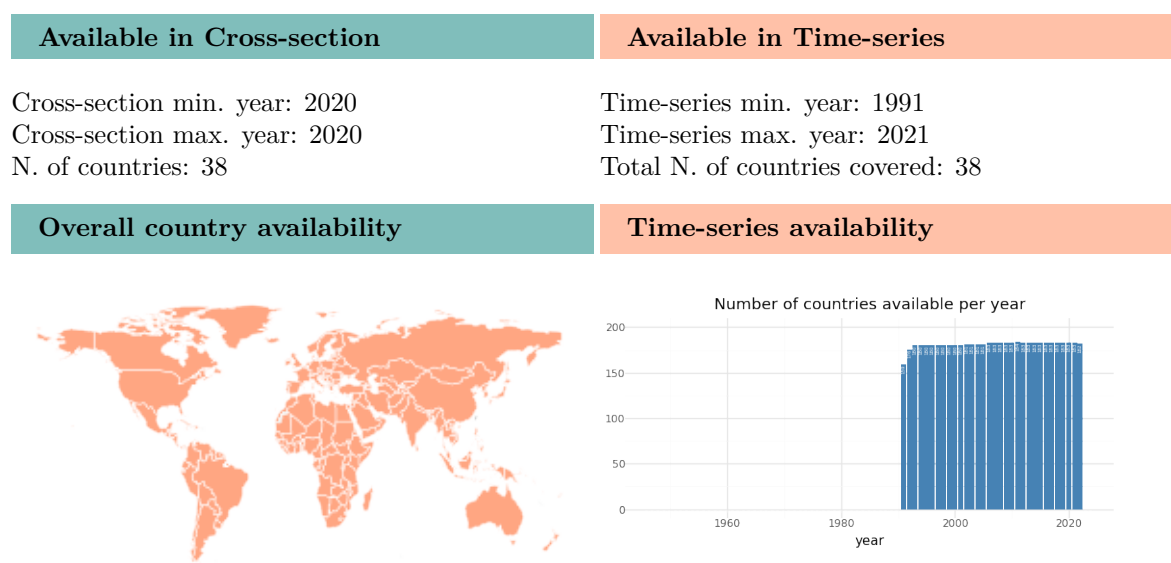 Available in Cross-section
Cross-section min. year: 2020
Cross-section max. year: 2020
N. of countries: 38
Available in Time-series
Time-series min. year: 1991
Time-series max. year: 2021
Total N. of countries covered: 38
Overall country availability
Time-series availability
Number of countries available per year
200
150
100
50
0
1960 1980 2000 2020
year